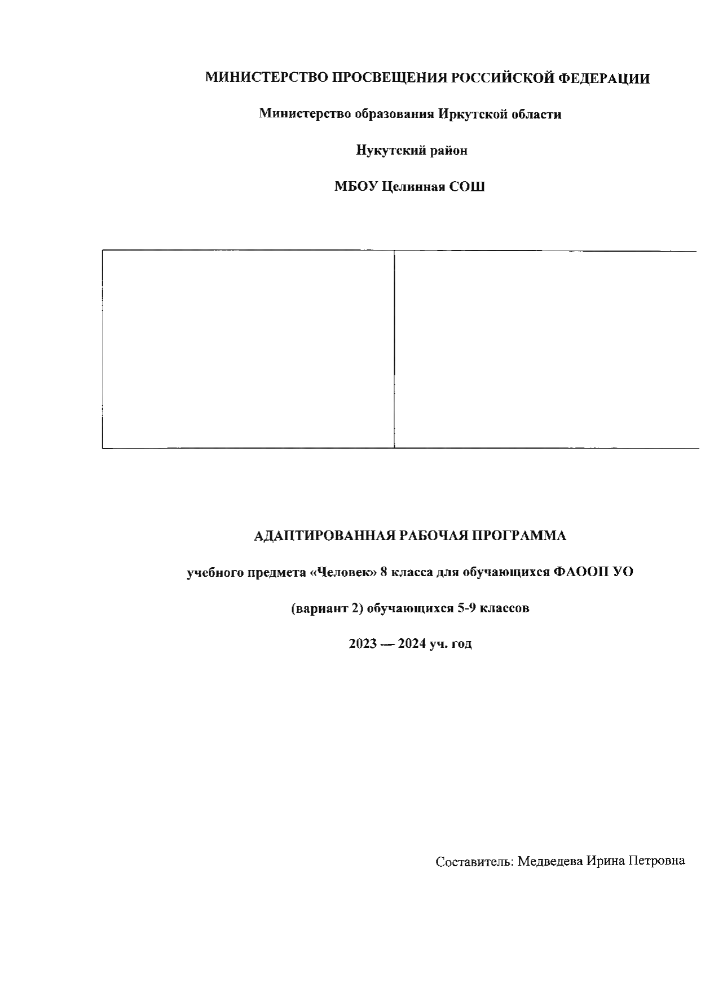 МИНИСТЕРСТВО ПРОСВЕЩЕНИЯ РОССИЙСКОЙ ФЕДЕРАЦИИ
Министерство образования Иркутской области
Нукутский район
МБОУ Целинная СОШ
АДАПТИРОВАННАЯ РАБОЧАЯ ПРОГРАММА
учебного предмета «Человек» 8 класса для обучающихся ФАООП УО
(вариант 2) обучающихся 5-9 классов
2023 — 2024 уч. год
Составитель: Медведева Ирина Петровна